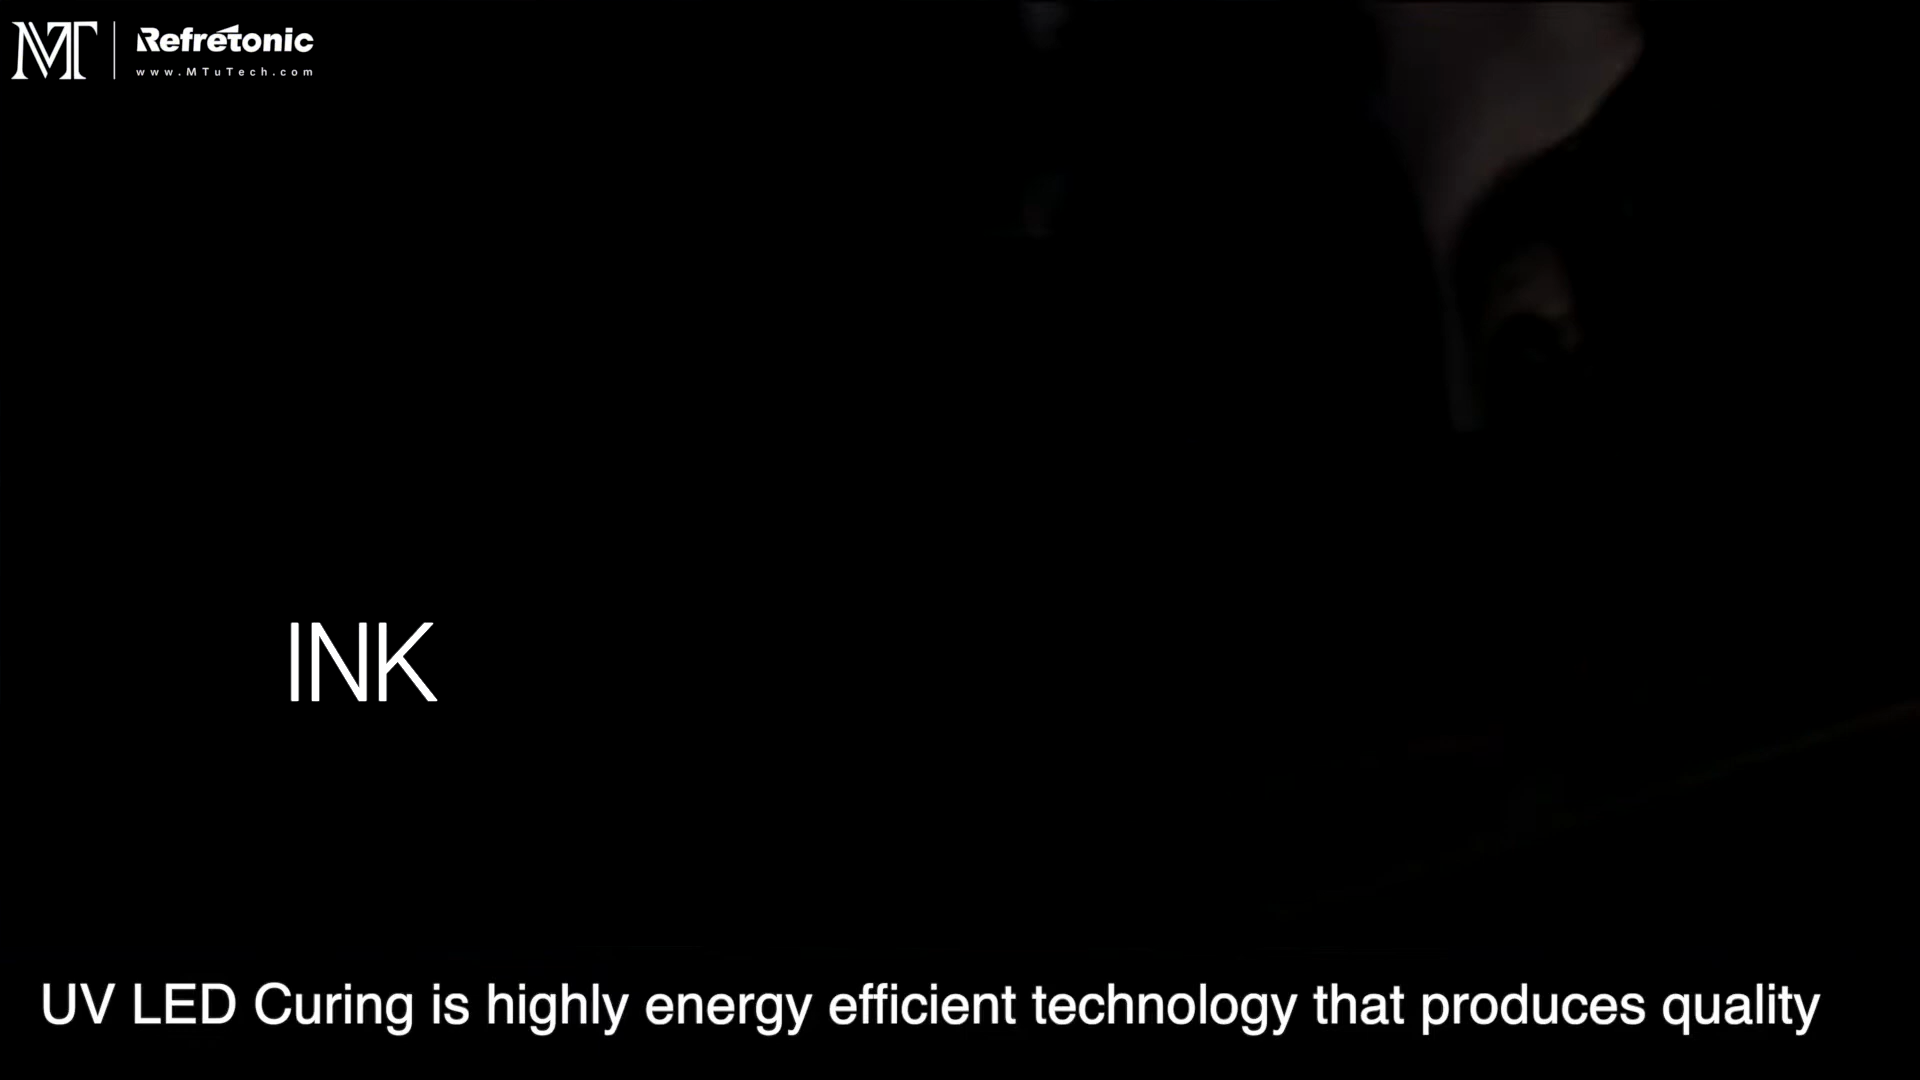 MT
Refretonic
www.MTuTech.com
INK
UV LED Curing is highly energy efficient technology that produces quality